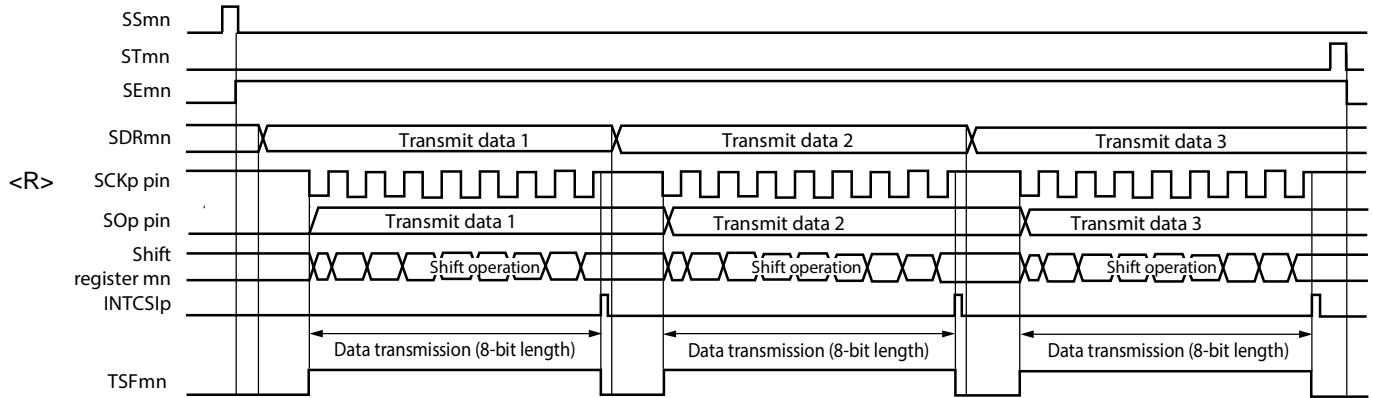 SSmn
STmn
SEmn
SDRmn
Transmit data 1
Transmit data 2
Transmit data 3
<R>
SCKp pin
SOp pin
Transmit data 1
Transmit data 2
Transmit data 3
Shift
register mn
Shift operation
Shift operation
Shift operation
INTCSIp
Data transmission (8-bit length)
Data transmission (8-bit length)
Data transmission (8-bit length)
TSFmn